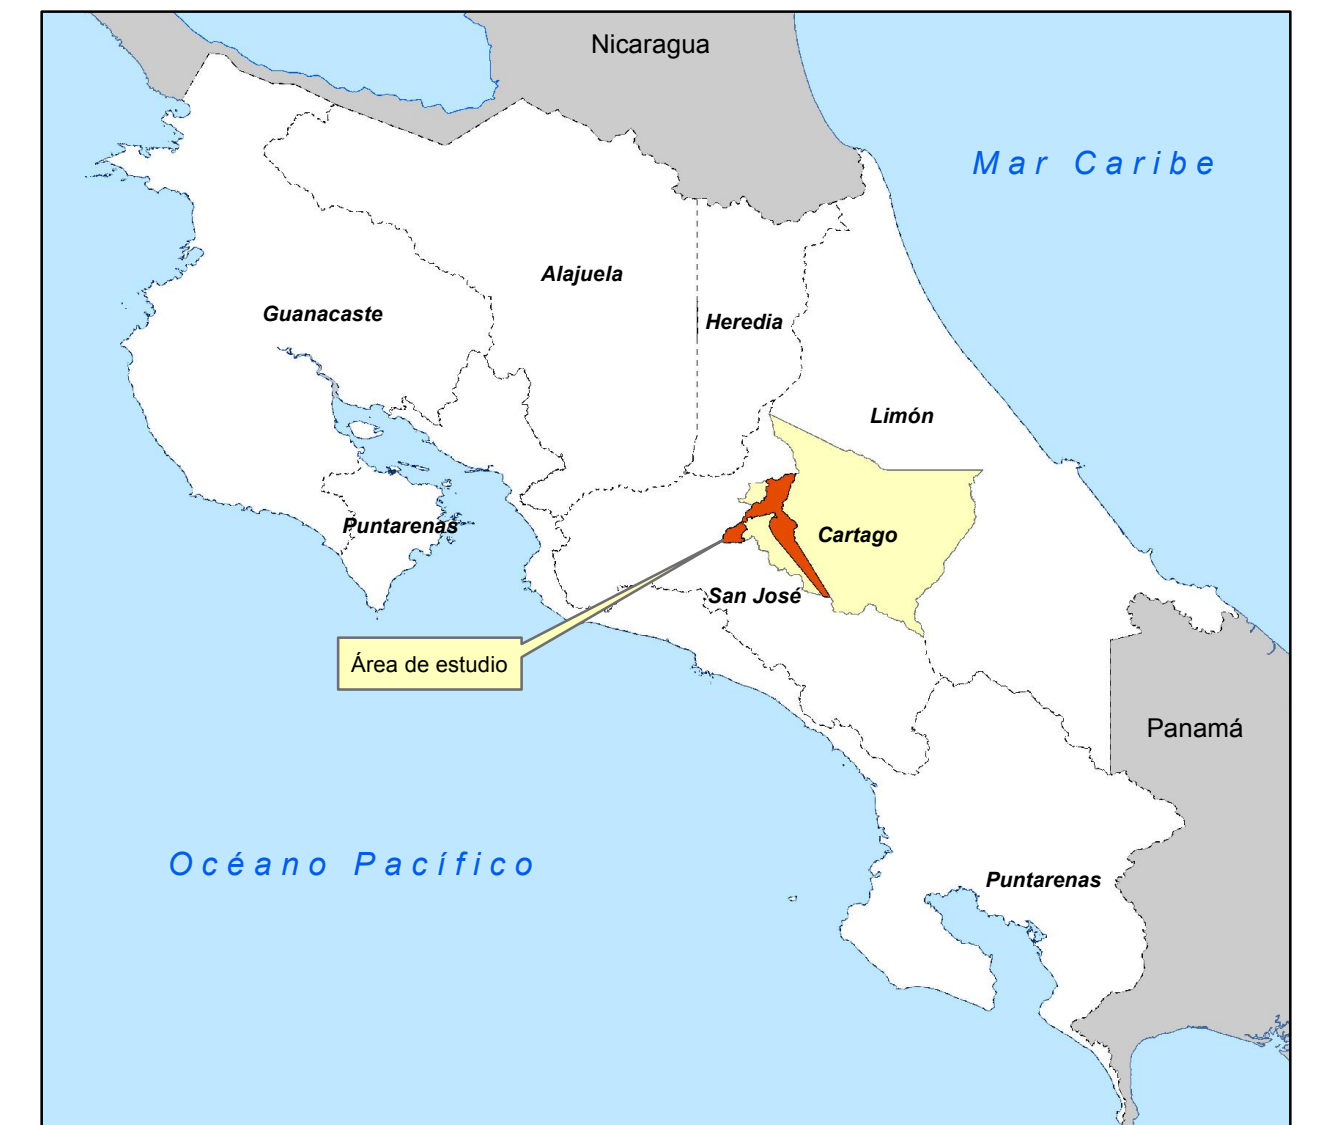 Nicaragua
Mar Caribe
Alajuela
Guanacaste
Heredia
Limón
Puntarenas
Cartago
San José
Área de estudio
Panamá
Océano Pacífico
Puntarenas